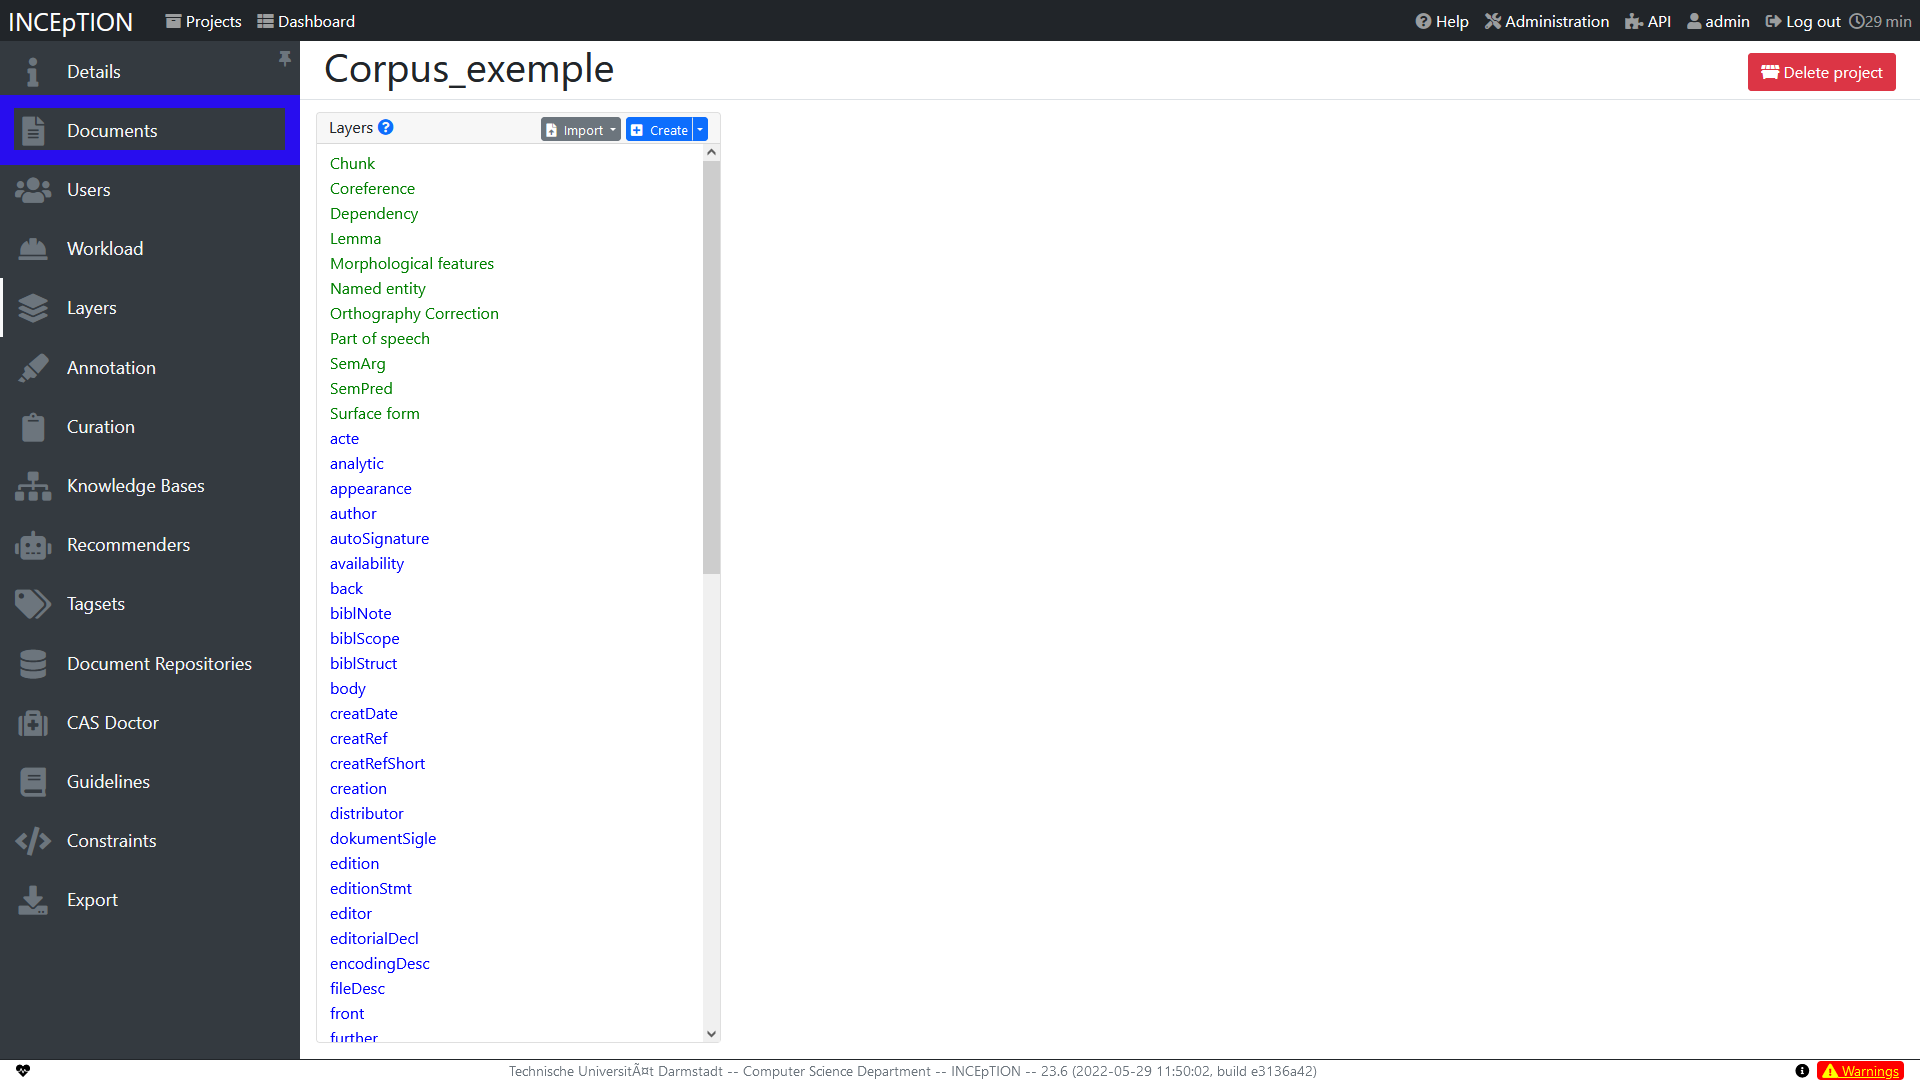 INCEpTION Projects Dashboard Help Administration API admin Log out 29 min
Details
Documents
Users
Workload
Layers
Annotation
Curation
Knowledge Bases
Recommenders
Tagsets
Document Repositories
CAS Doctor
Guidelines
Constraints
Export
Corpus_exemple
Delete project
Layers Import Create
Chunk
Coreference
Dependency
Lemma
Morphological features
Named entity
Orthography Correction
Part of speech
SemArg
SemPred
Surface form
acte
analytic
appearance
author
autoSignature
availability
back
biblNote
biblScope
biblStruct
body
creatDate
creatRef
creatRefShort
creation
distributor
dokumentSigle
edition
editionStmt
editor
editorialDecl
encodingDesc
fileDesc
front
further
Technische UniversitÃ¤t Darmstadt -- Computer Science Department -- INCEpTION -- 23.6 (2022-05-29 11:50:02, build e3136a42)
Warnings